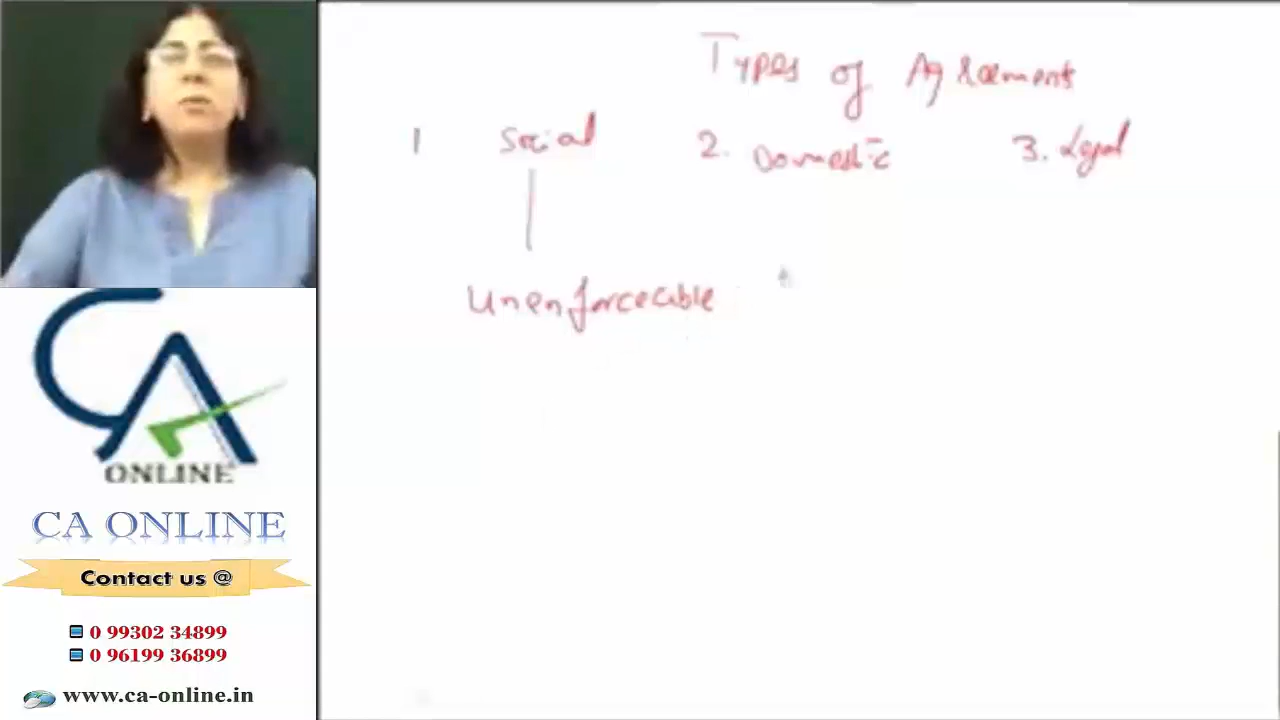 Types of Agreement
1 Social 2. Domestic 3. Legal
Unenforceable
CA
ONLINE
CA ONLINE
Contact us @
0 99302 34899
0 96199 36899
www.ca-online.in